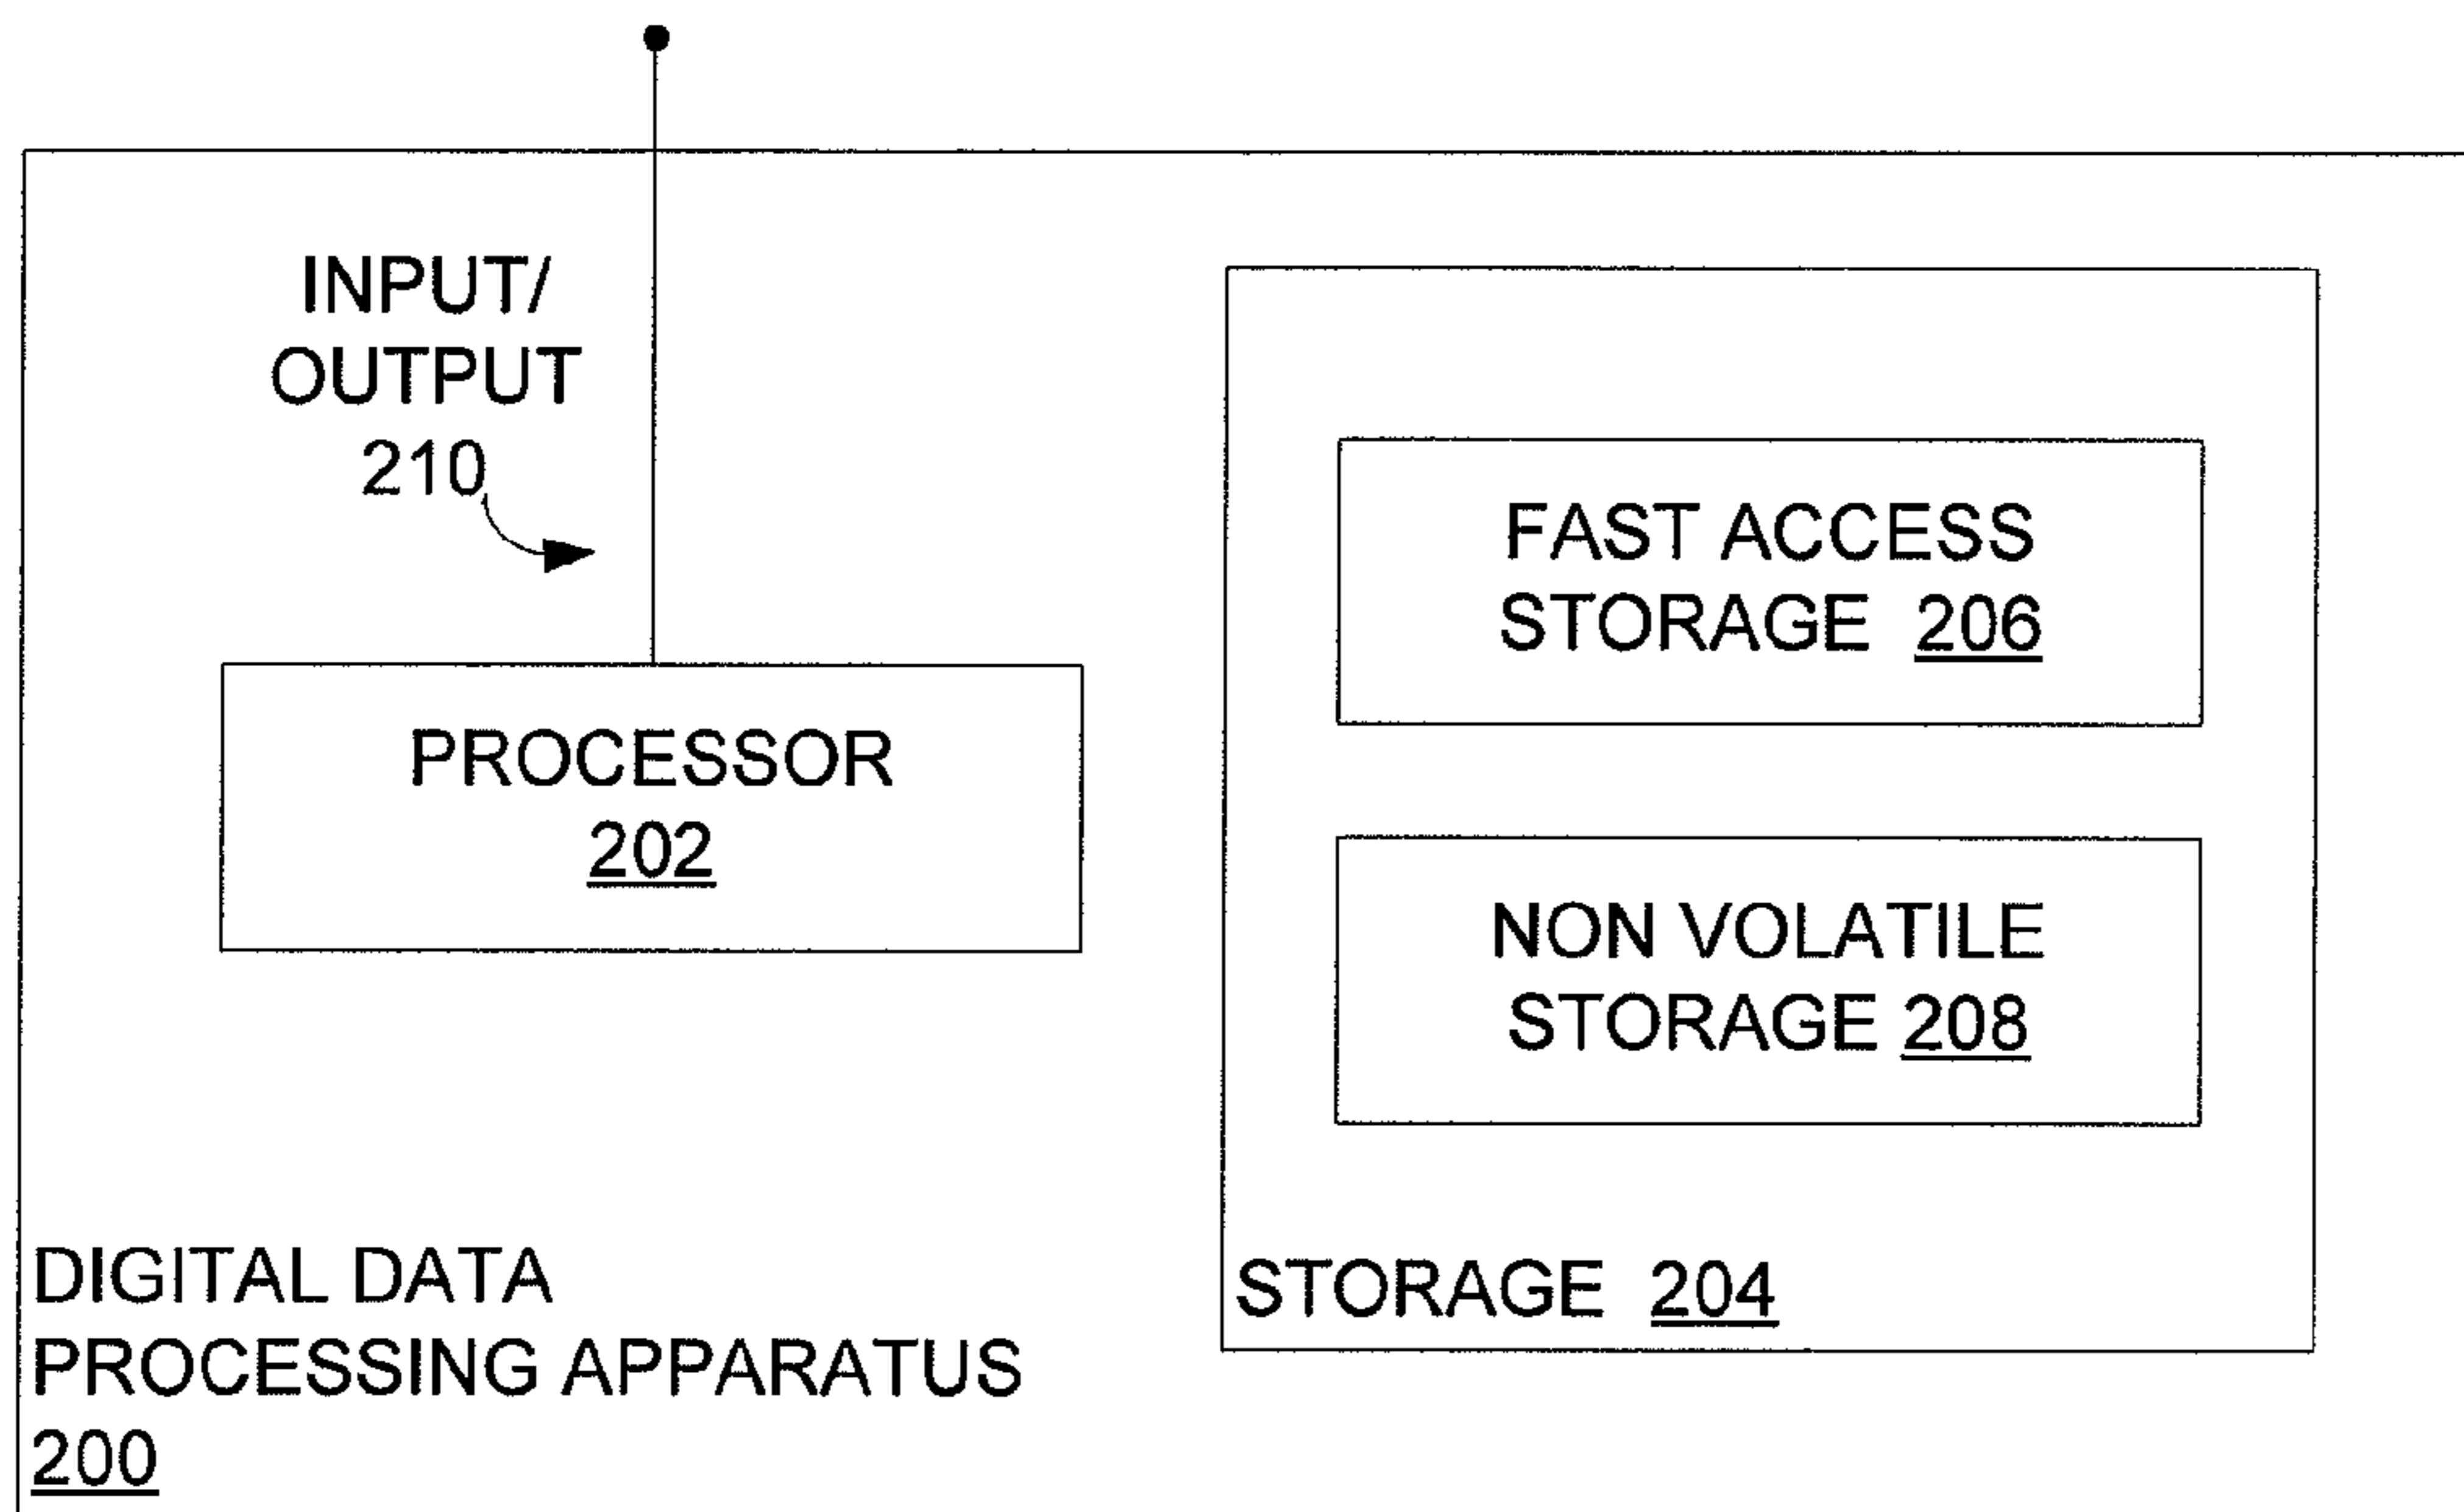 INPUT/
OUTPUT
210
PROCESSOR
202
FAST ACCESS
STORAGE 206
NON VOLATILE
STORAGE 208
STORAGE 204
DIGITAL DATA
PROCESSING APPARATUS
200